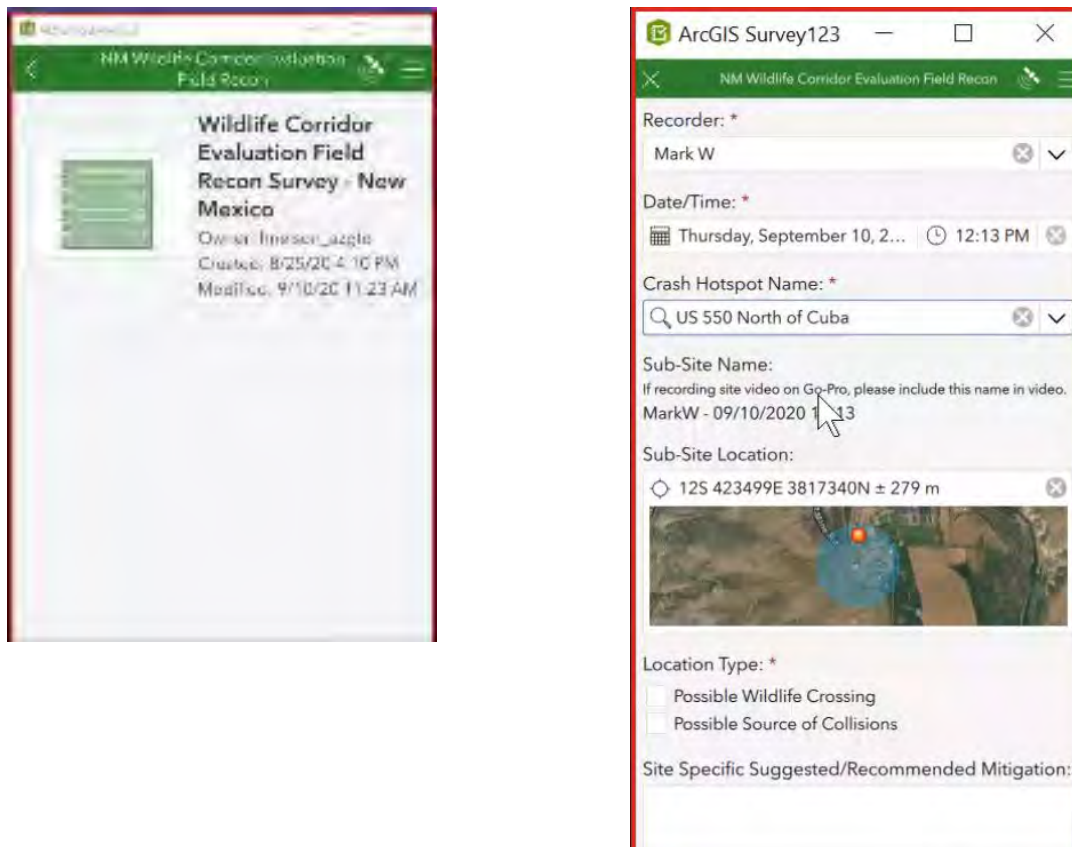 NM Wildlife Corridor Evaluation
Field Recon
Wildlife Corridor
Evaluation Field
Recon Survey - New
Mexico
Owner:
Created: 8/25/20 4:10 PM
Modified: 9/10/20 11:23 AM
ArcGIS Survey123
NM Wildlife Corridor Evaluation Field Recon
Recorder: *
Mark W
Date/Time: *
Thursday, September 10, 2... 12:13 PM
Crash Hotspot Name: *
US 550 North of Cuba
Sub-Site Name:
If recording site video on Go-Pro, please include this name in video.
MarkW - 09/10/2020
Sub-Site Location:
12S 423499E 3817340N ± 279 m
Location Type: *
Possible Wildlife Crossing
Possible Source of Collisions
Site Specific Suggested/Recommended Mitigation: